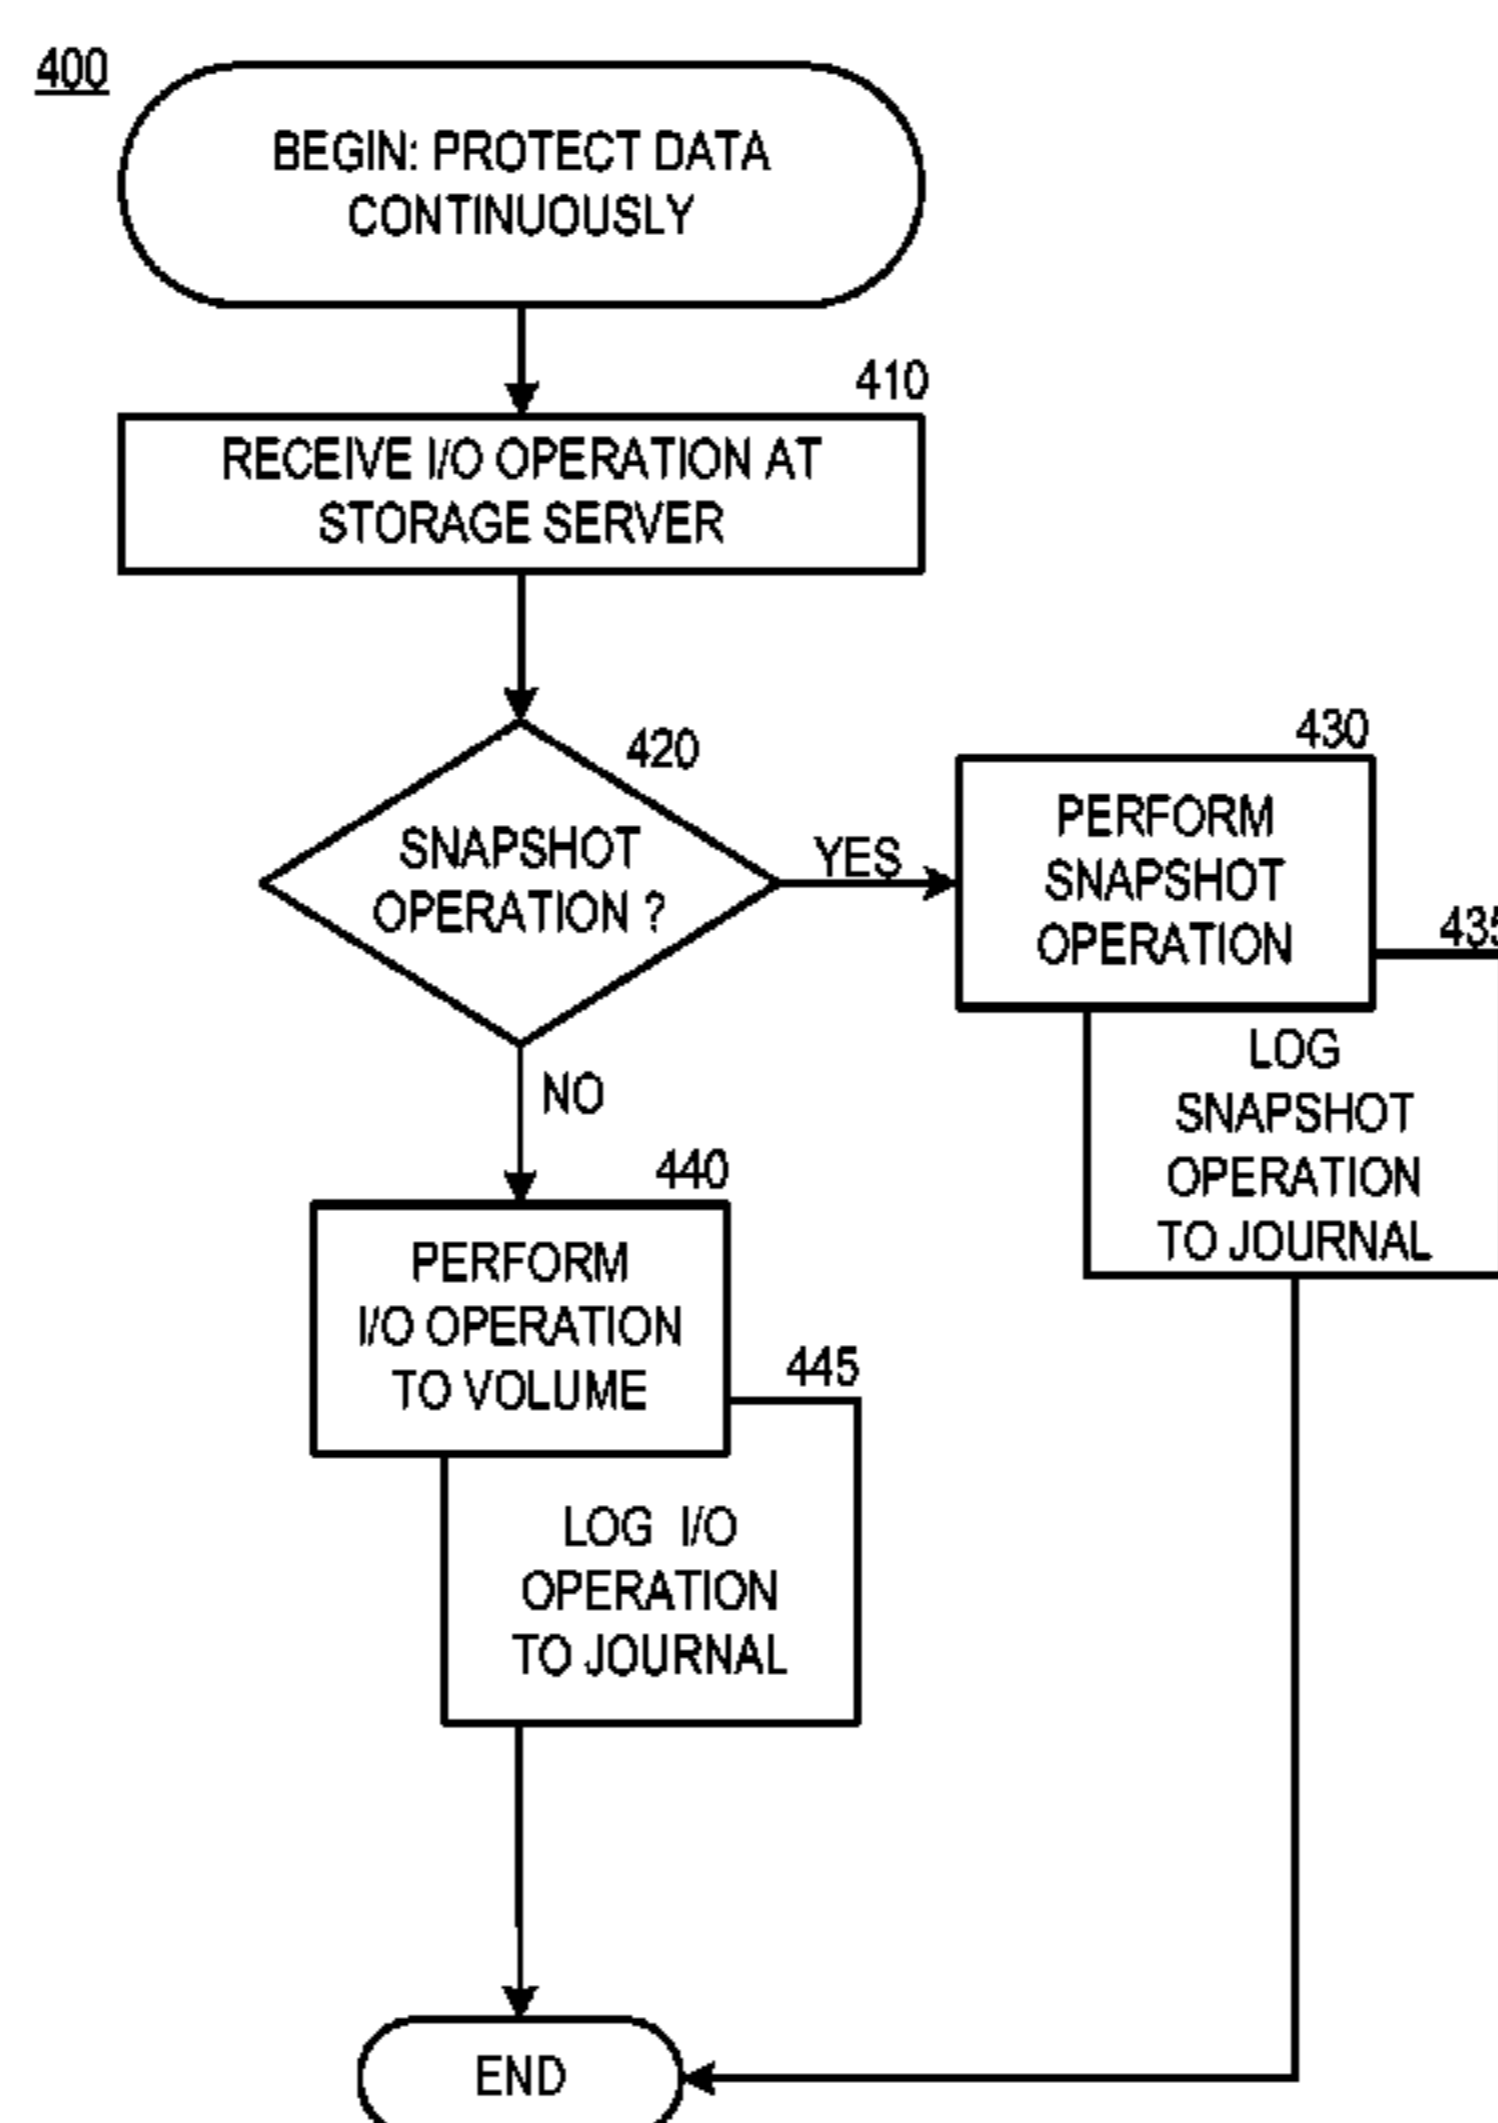 400
BEGIN: PROTECT DATA
CONTINUOUSLY
410
RECEIVE I/O OPERATION AT
STORAGE SERVER
420
SNAPSHOT
OPERATION ?
YES
430
PERFORM
SNAPSHOT
OPERATION
435
LOG
SNAPSHOT
OPERATION
TO JOURNAL
NO
440
PERFORM
I/O OPERATION
TO VOLUME
445
LOG I/O
OPERATION
TO JOURNAL
END